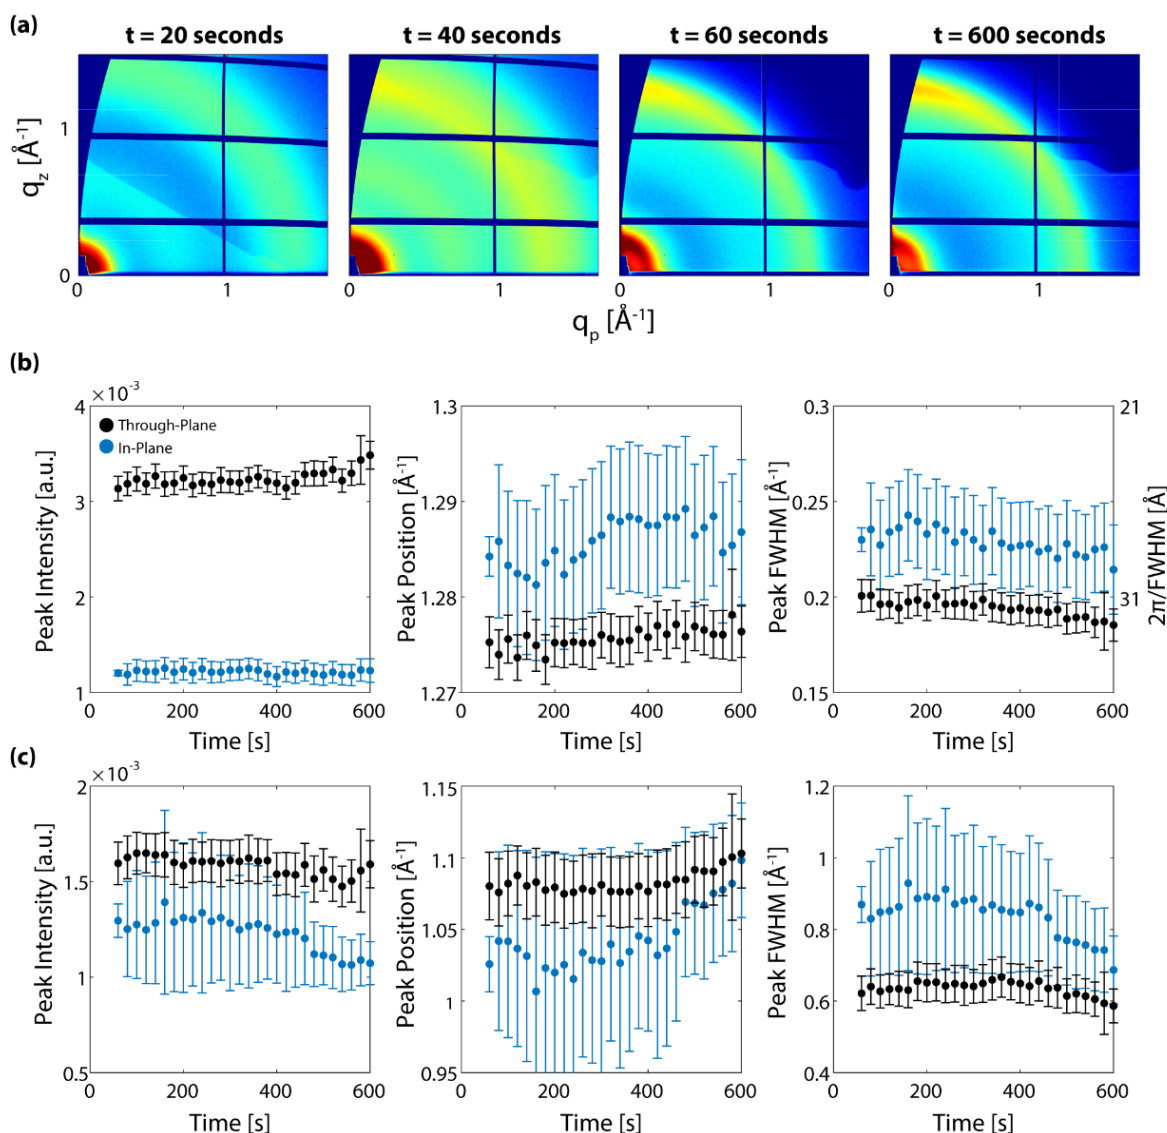 (a)
t = 20 seconds t = 40 seconds t = 60 seconds t = 600 seconds
q_z [Å⁻¹]
1
0
0 1 0 1 0 1 0 1
q_p [Å⁻¹]
(b)
×10⁻³
Through-Plane
In-Plane
Peak Intensity [a.u.]
4
3
2
1
0 200 400 600
Time [s]
Peak Position [Å⁻¹]
1.3
1.29
1.28
1.27
0 200 400 600
Time [s]
Peak FWHM [Å⁻¹]
0.3
0.25
0.2
0.15
21
31
2π/FWHM [Å]
0 200 400 600
Time [s]
(c)
×10⁻³
Peak Intensity [a.u.]
2
1.5
1
0.5
0 200 400 600
Time [s]
Peak Position [Å⁻¹]
1.15
1.10
1.05
1
0.95
0 200 400 600
Time [s]
Peak FWHM [Å⁻¹]
1.2
1
0.8
0.6
0.4
0 200 400 600
Time [s]